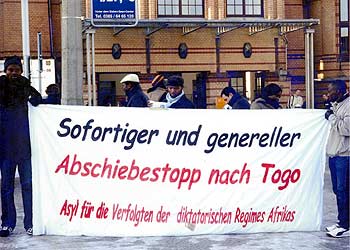 Sofortiger und genereller
Abschiebestopp nach Togo
Asyl für die Verfolgten der diktatorischen Regimes Afrikas